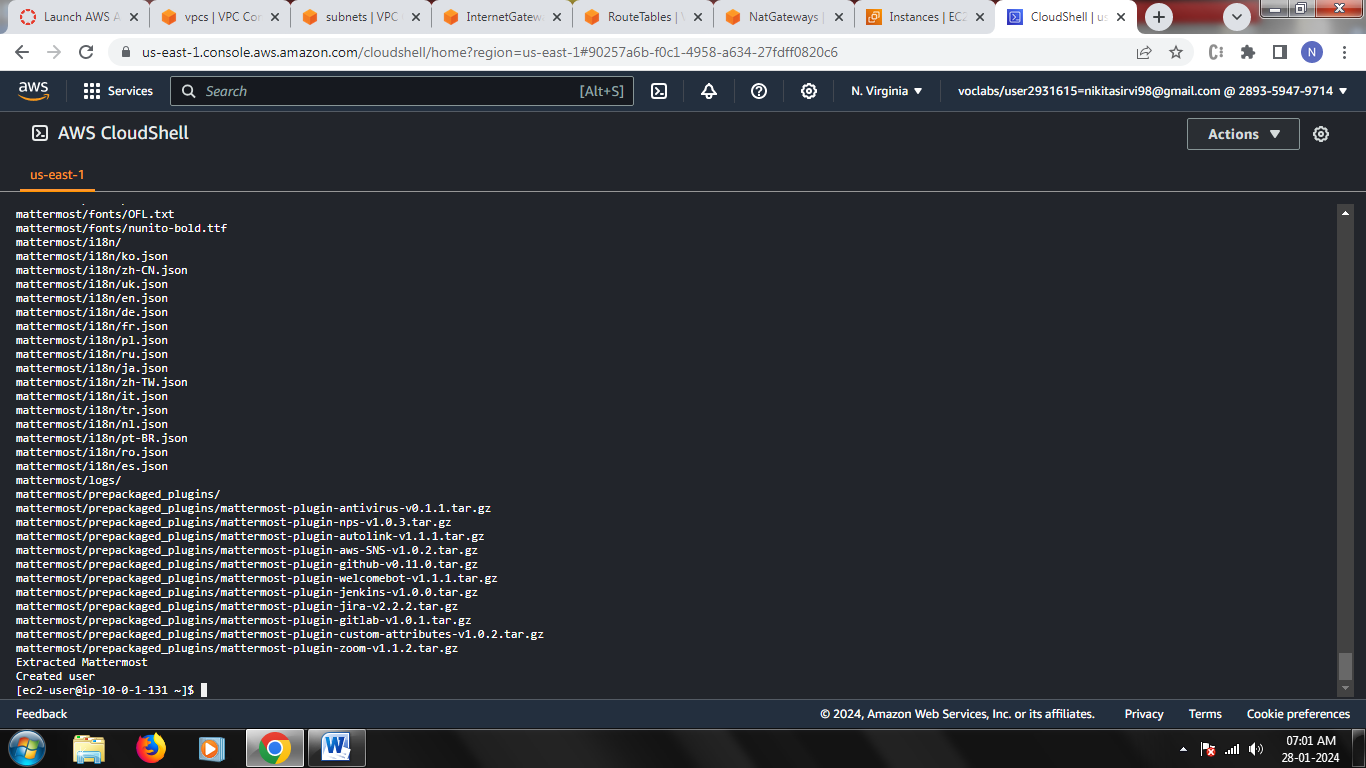 Launch AWS A
vpcs | VPC Con
subnets | VPC
InternetGatewa
RouteTables | V
NatGateways |
Instances | EC2
CloudShell | us
us-east-1.console.aws.amazon.com/cloudshell/home?region=us-east-1#90257a6b-f0c1-4958-a634-27fdff0820c6
N
aws
Services
Search
[Alt+S]
N. Virginia
voclabs/user2931615=nikitasirvi98@gmail.com @ 2893-5947-9714
AWS CloudShell
Actions
us-east-1
mattermost/fonts/OFL.txt
mattermost/fonts/nunito-bold.ttf
mattermost/i18n/
mattermost/i18n/ko.json
mattermost/i18n/zh-CN.json
mattermost/i18n/uk.json
mattermost/i18n/en.json
mattermost/i18n/de.json
mattermost/i18n/fr.json
mattermost/i18n/pl.json
mattermost/i18n/ru.json
mattermost/i18n/ja.json
mattermost/i18n/zh-TW.json
mattermost/i18n/it.json
mattermost/i18n/tr.json
mattermost/i18n/nl.json
mattermost/i18n/pt-BR.json
mattermost/i18n/ro.json
mattermost/i18n/es.json
mattermost/logs/
mattermost/prepackaged_plugins/
mattermost/prepackaged_plugins/mattermost-plugin-antivirus-v0.1.1.tar.gz
mattermost/prepackaged_plugins/mattermost-plugin-nps-v1.0.3.tar.gz
mattermost/prepackaged_plugins/mattermost-plugin-autolink-v1.1.1.tar.gz
mattermost/prepackaged_plugins/mattermost-plugin-aws-SNS-v1.0.2.tar.gz
mattermost/prepackaged_plugins/mattermost-plugin-github-v0.11.0.tar.gz
mattermost/prepackaged_plugins/mattermost-plugin-welcomebot-v1.1.1.tar.gz
mattermost/prepackaged_plugins/mattermost-plugin-jenkins-v1.0.0.tar.gz
mattermost/prepackaged_plugins/mattermost-plugin-jira-v2.2.2.tar.gz
mattermost/prepackaged_plugins/mattermost-plugin-gitlab-v1.0.1.tar.gz
mattermost/prepackaged_plugins/mattermost-plugin-custom-attributes-v1.0.2.tar.gz
mattermost/prepackaged_plugins/mattermost-plugin-zoom-v1.1.2.tar.gz
Extracted Mattermost
Created user
[ec2-user@ip-10-0-1-131 ~]$
Feedback
© 2024, Amazon Web Services, Inc. or its affiliates.
Privacy
Terms
Cookie preferences
07:01 AM
28-01-2024